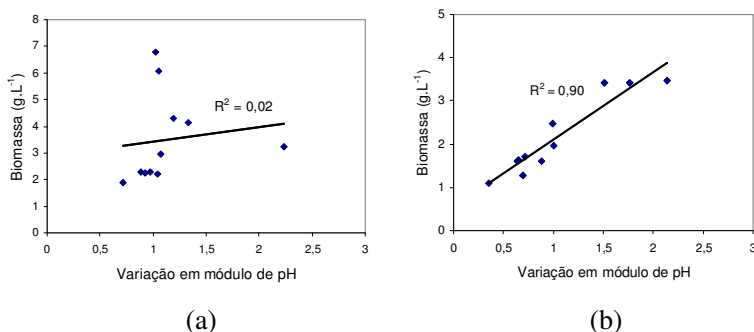 8
7
6
5
4
3
2
1
0
Biomassa (g.L⁻¹)
R² = 0,02
0 0,5 1 1,5 2 2,5 3
Variação em módulo de pH
(a)
5
4
3
2
1
0
Biomassa (g.L⁻¹)
R² = 0,90
0 0,5 1 1,5 2 2,5 3
Variação em módulo de pH
(b)